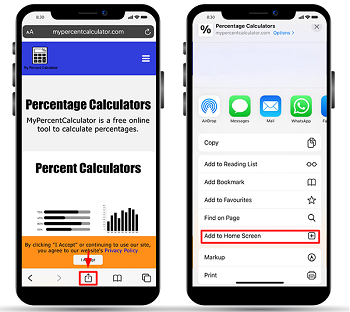 8:30
AA mypercentcalculator.com
My Percent Calculator
Percentage Calculators
MyPercentCalculator is a free online
tool to calculate percentages.
Percent Calculators
By clicking "I Accept" or continuing to use our site,
you agree to our website's Privacy Policy
8:30
%
Percentage Calculators
mypercentcalculator.com Options >
AirDrop
Messages
Mail
WhatsApp
Copy
Add to Reading List
Add Bookmark
Add to Favourites
Find on Page
Add to Home Screen
Markup
Print